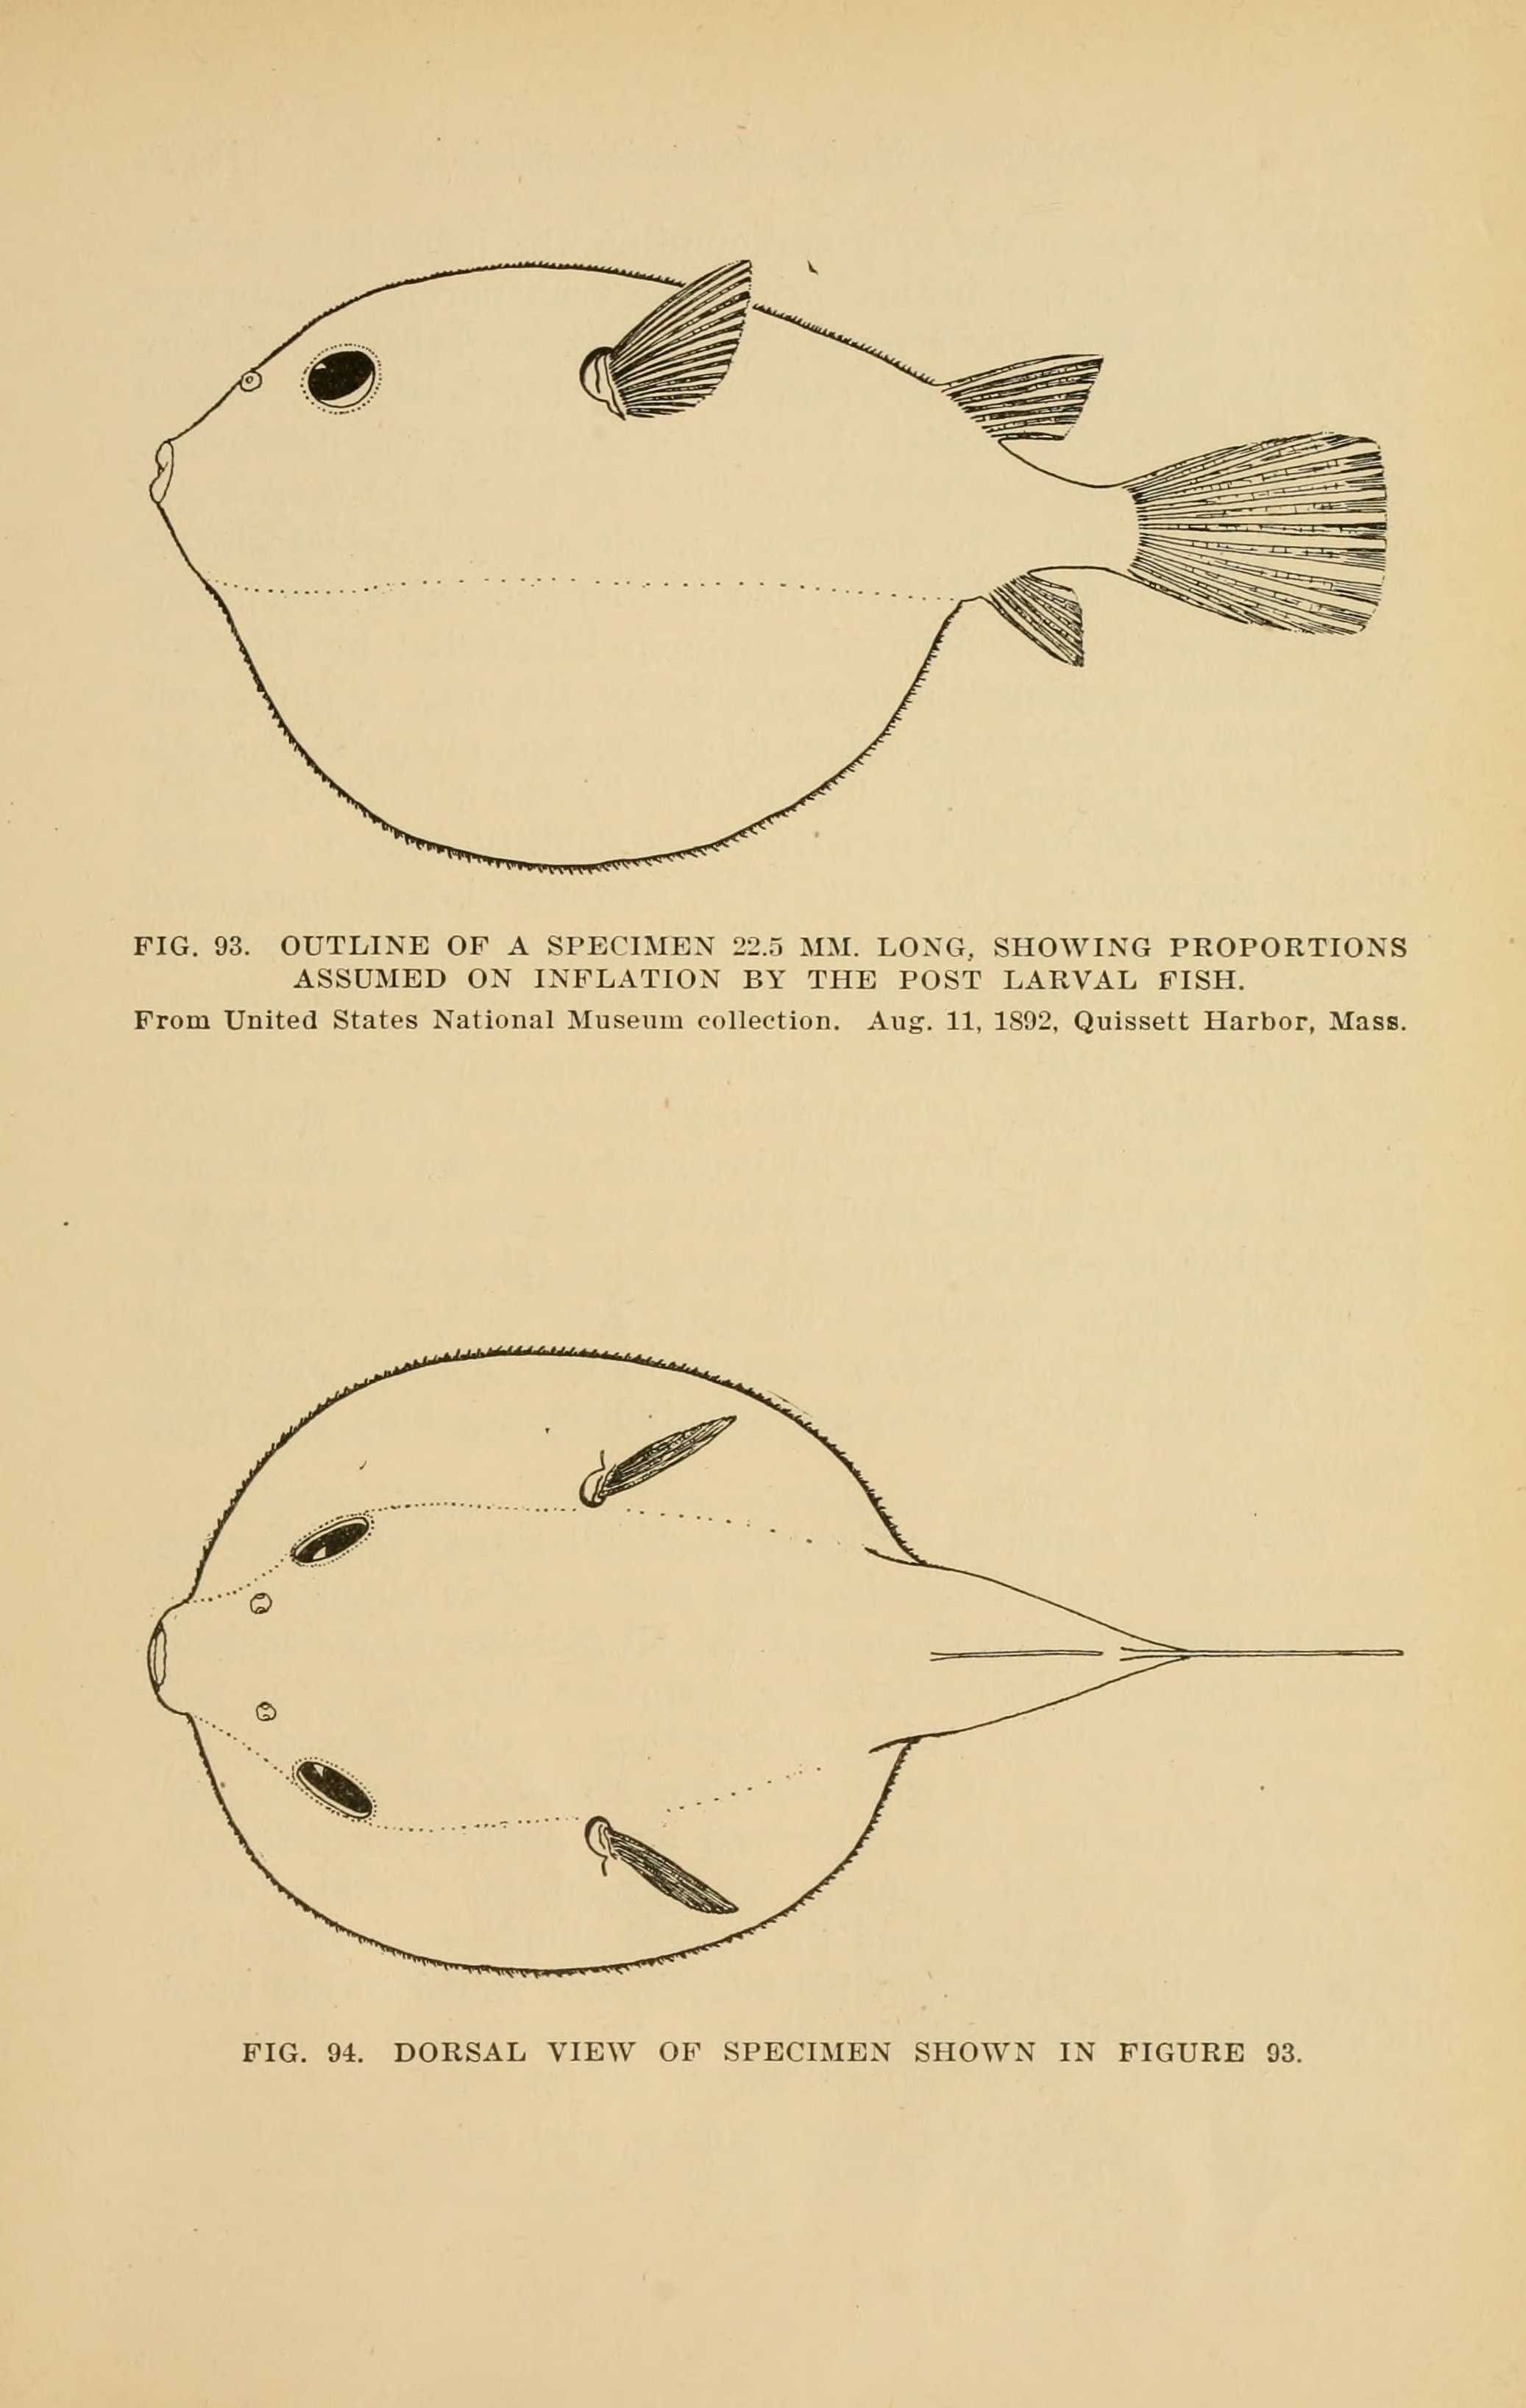 FIG. 93. OUTLINE OF A SPECIMEN 22.5 MM. LONG, SHOWING PROPORTIONS
ASSUMED ON INFLATION BY THE POST LARVAL FISH.
From United States National Museum collection. Aug. 11, 1892, Quissett Harbor, Mass.
FIG. 94. DORSAL VIEW OF SPECIMEN SHOWN IN FIGURE 93.